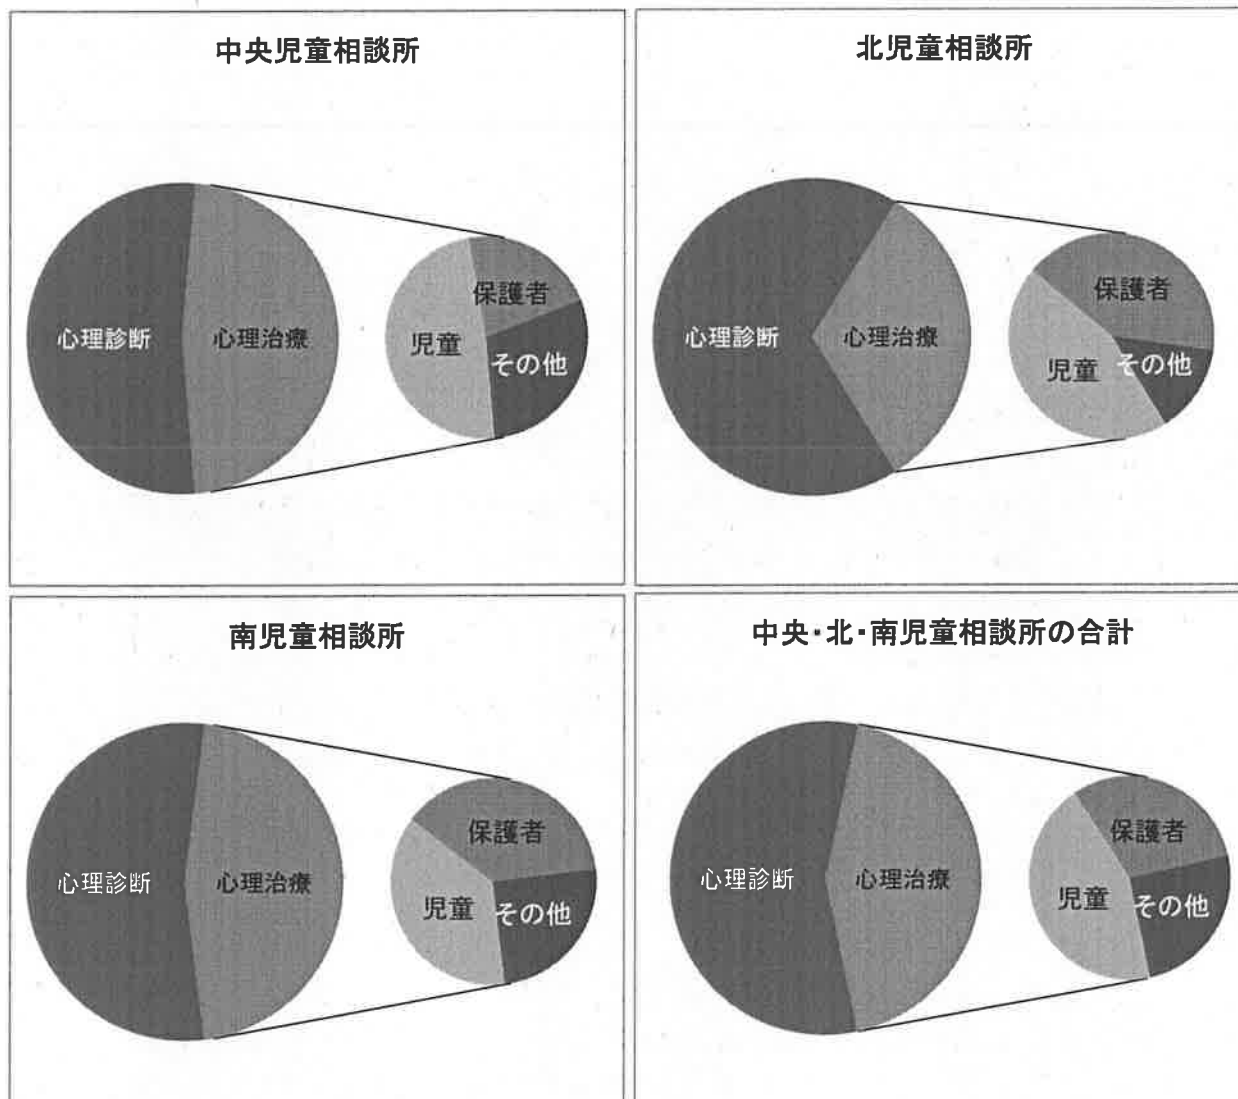 中央児童相談所
心理診断
心理治療
保護者
児童
その他
北児童相談所
心理診断
心理治療
保護者
児童
その他
南児童相談所
心理診断
心理治療
保護者
児童
その他
中央・北・南児童相談所の合計
心理診断
心理治療
保護者
児童
その他